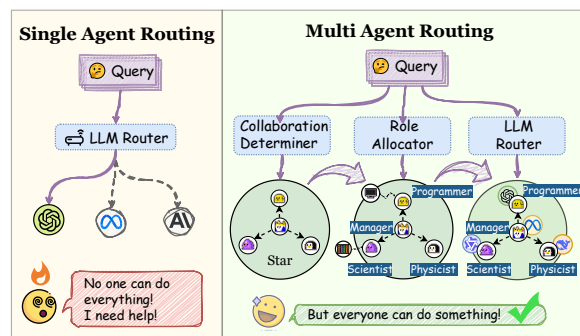 Single Agent Routing
Query
LLM Router
AI
No one can do
everything!
I need help!
Multi Agent Routing
Query
Collaboration
Determiner
Role
Allocator
LLM
Router
Star
Programmer
Manager
Scientist
Physicist
Programmer
Manager
Scientist
Physicist
But everyone can do something!